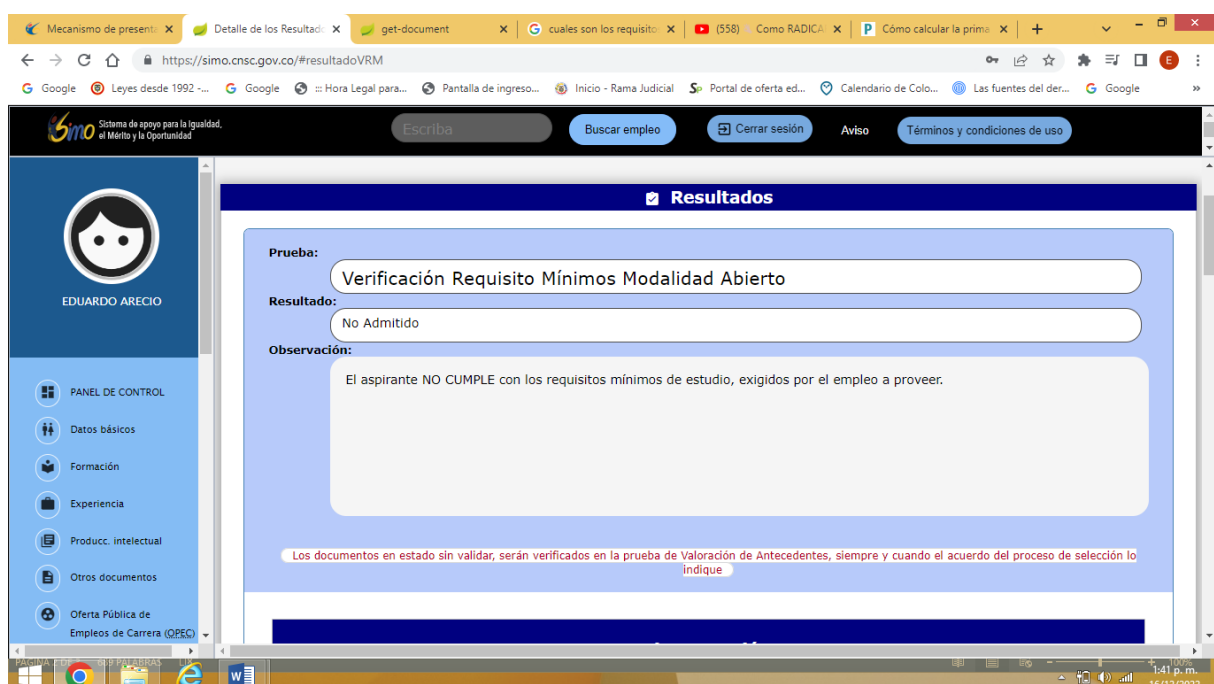 Mecanismo de presenta
Detalle de los Resultado
get-document
cuales son los requisito
(558) Como RADICA
Cómo calcular la prima
https://simo.cnsc.gov.co/#resultadoVRM
E
Google
Leyes desde 1992 -...
Google
::: Hora Legal para...
Pantalla de ingreso...
Inicio - Rama Judicial
Portal de oferta ed...
Calendario de Colo...
Las fuentes del der...
Google
»
Simo Sistema de apoyo para la Igualdad,
el Mérito y la Oportunidad
Escriba
Buscar empleo
Cerrar sesión
Aviso
Términos y condiciones de uso
EDUARDO ARECIO
PANEL DE CONTROL
Datos básicos
Formación
Experiencia
Producc. intelectual
Otros documentos
Oferta Pública de
Empleos de Carrera (OPEC)
Resultados
Prueba:
Verificación Requisito Mínimos Modalidad Abierto
Resultado:
No Admitido
Observación:
El aspirante NO CUMPLE con los requisitos mínimos de estudio, exigidos por el empleo a proveer.
Los documentos en estado sin validar, serán verificados en la prueba de Valoración de Antecedentes, siempre y cuando el acuerdo del proceso de selección lo
indique
100%
1:41 p. m.